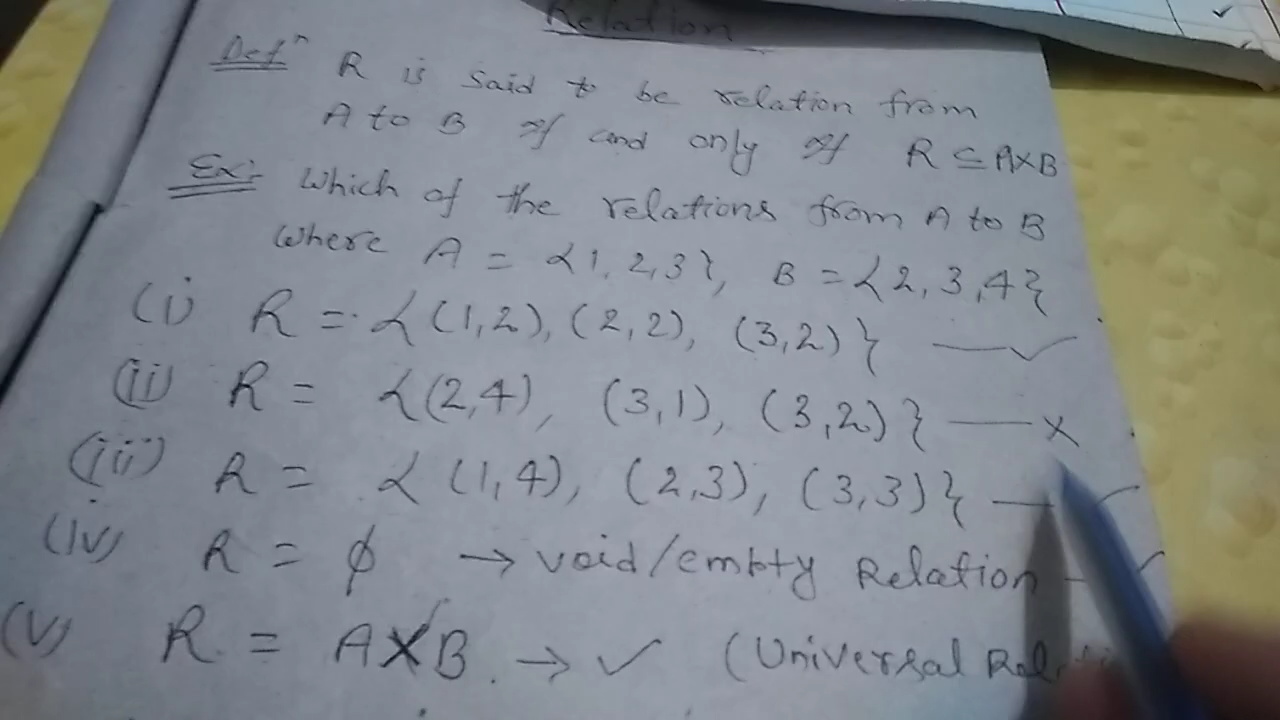 Relation
Defn R is said to be relation from
A to B iff and only iff R ⊆ A×B
Ex:- Which of the relations from A to B
where A = {1, 2, 3}, B = {2, 3, 4}
(i) R = {(1,2), (2,2), (3,2)} — ✓
(ii) R = {(2,4), (3,1), (3,2)} — ×
(iii) R = {(1,4), (2,3), (3,3)} — ✓
(iv) R = ϕ → void/empty Relation - ✓
(v) R = A×B. → ✓ (Universal